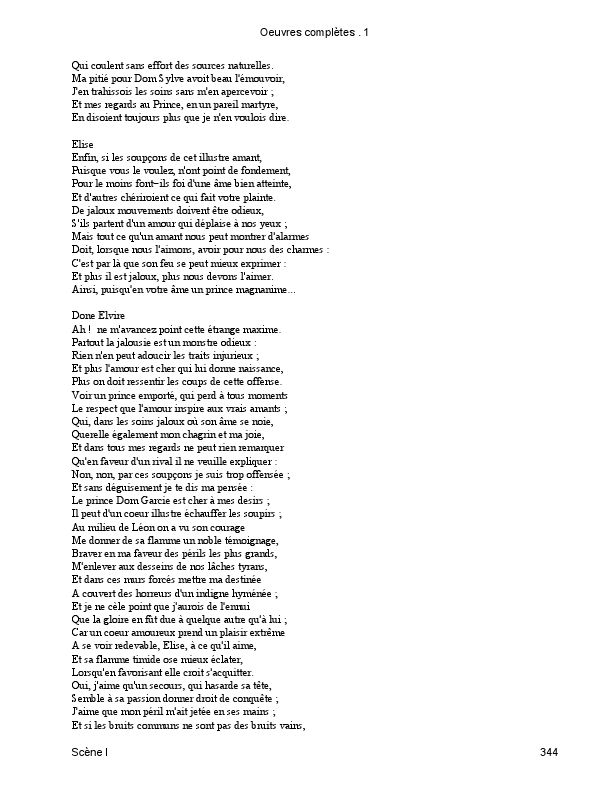 Oeuvres complètes . 1
Qui coulent sans effort des sources naturelles.
Ma pitié pour Dom Sylve avoit beau l'émouvoir,
J'en trahissois les soins sans m'en apercevoir ;
Et mes regards au Prince, en un pareil martyre,
En disoient toujours plus que je n'en voulois dire.
Elise
Enfin, si les soupçons de cet illustre amant,
Puisque vous le voulez, n'ont point de fondement,
Pour le moins font-ils foi d'une âme bien atteinte,
Et d'autres chériroient ce qui fait votre plainte.
De jaloux mouvements doivent être odieux,
S'ils partent d'un amour qui déplaise à nos yeux ;
Mais tout ce qu'un amant nous peut montrer d'alarmes
Doit, lorsque nous l'aimons, avoir pour nous des charmes :
C'est par là que son feu se peut mieux exprimer :
Et plus il est jaloux, plus nous devons l'aimer.
Ainsi, puisqu'en votre âme un prince magnanime...
Done Elvire
Ah ! ne m'avancez point cette étrange maxime.
Partout la jalousie est un monstre odieux :
Rien n'en peut adoucir les traits injurieux ;
Et plus l'amour est cher qui lui donne naissance,
Plus on doit ressentir les coups de cette offense.
Voir un prince emporté, qui perd à tous moments
Le respect que l'amour inspire aux vrais amants ;
Qui, dans les soins jaloux où son âme se noie,
Querelle également mon chagrin et ma joie,
Et dans tous mes regards ne peut rien remarquer
Qu'en faveur d'un rival il ne veuille expliquer :
Non, non, par ces soupçons je suis trop offensée ;
Et sans déguisement je te dis ma pensée :
Le prince Dom Garcie est cher à mes desirs ;
Il peut d'un coeur illustre échauffer les soupirs ;
Au milieu de Léon on a vu son courage
Me donner de sa flamme un noble témoignage,
Braver en ma faveur des périls les plus grands,
M'enlever aux desseins de nos lâches tyrans,
Et dans ces murs forcés mettre ma destinée
A couvert des horreurs d'un indigne hyménée ;
Et je ne cèle point que j'aurois de l'ennui
Que la gloire en fût due à quelque autre qu'à lui ;
Car un coeur amoureux prend un plaisir extrême
A se voir redevable, Elise, à ce qu'il aime,
Et sa flamme timide ose mieux éclater,
Lorsqu'en favorisant elle croit s'acquitter.
Oui, j'aime qu'un secours, qui hasarde sa tête,
Semble à sa passion donner droit de conquête ;
J'aime que mon péril m'ait jetée en ses mains ;
Et si les bruits communs ne sont pas des bruits vains,
Scène I 344